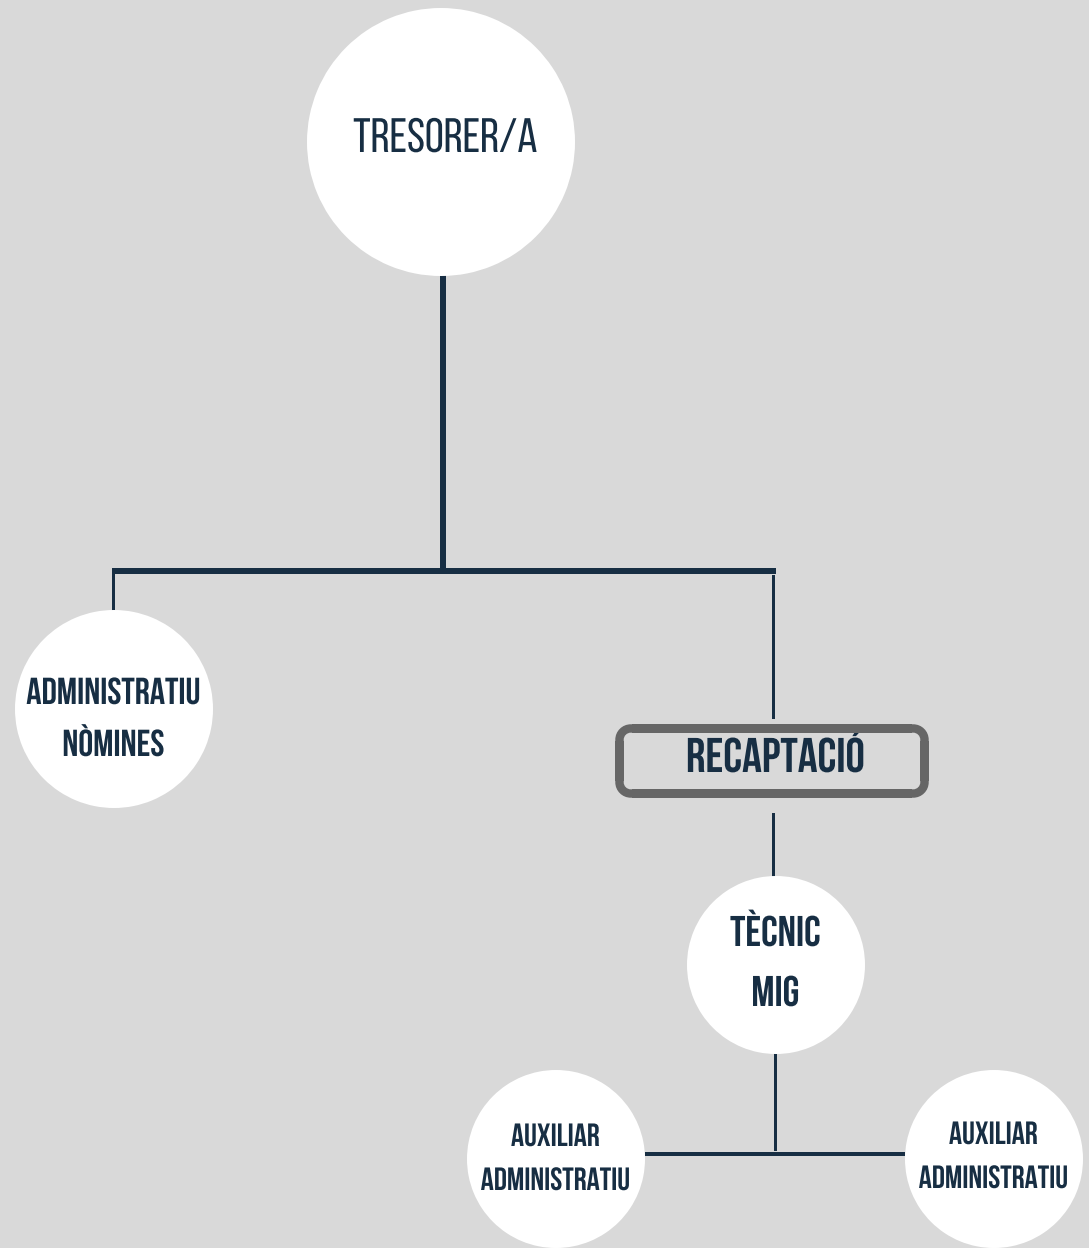 TRESORER/A
ADMINISTRATIU
NÒMINES
RECAPTACIÓ
TÈCNIC
MIG
AUXILIAR
ADMINISTRATIU
AUXILIAR
ADMINISTRATIU